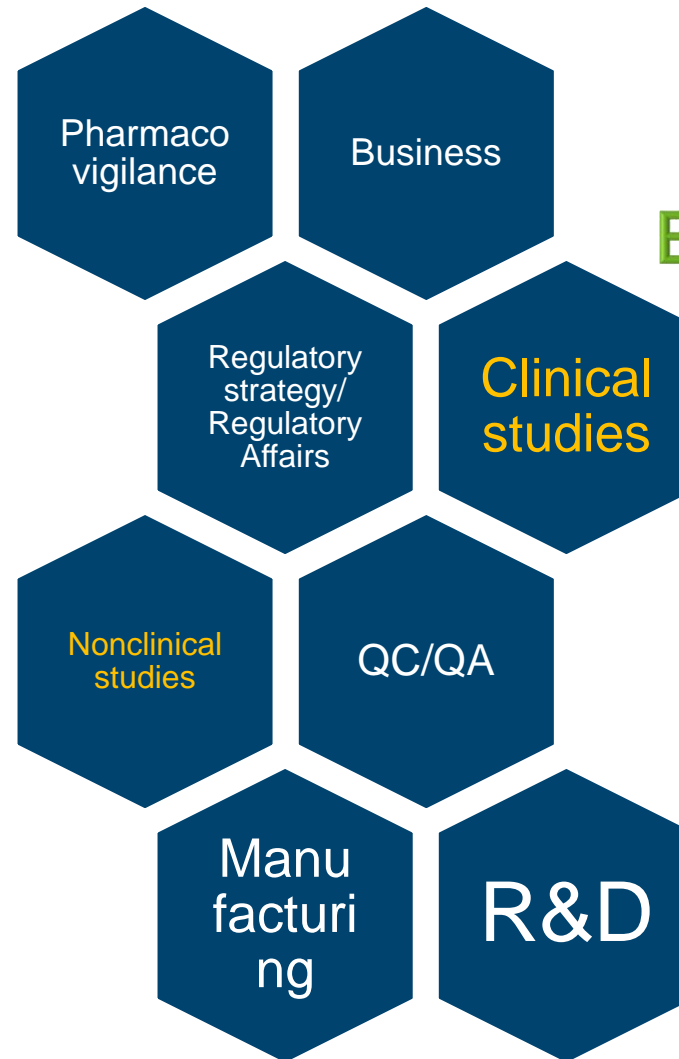 Pharmaco
vigilance
Business
E
Regulatory
strategy/
Regulatory
Affairs
Clinical
studies
Nonclinical
studies
QC/QA
Manu
facturi
ng
R&D